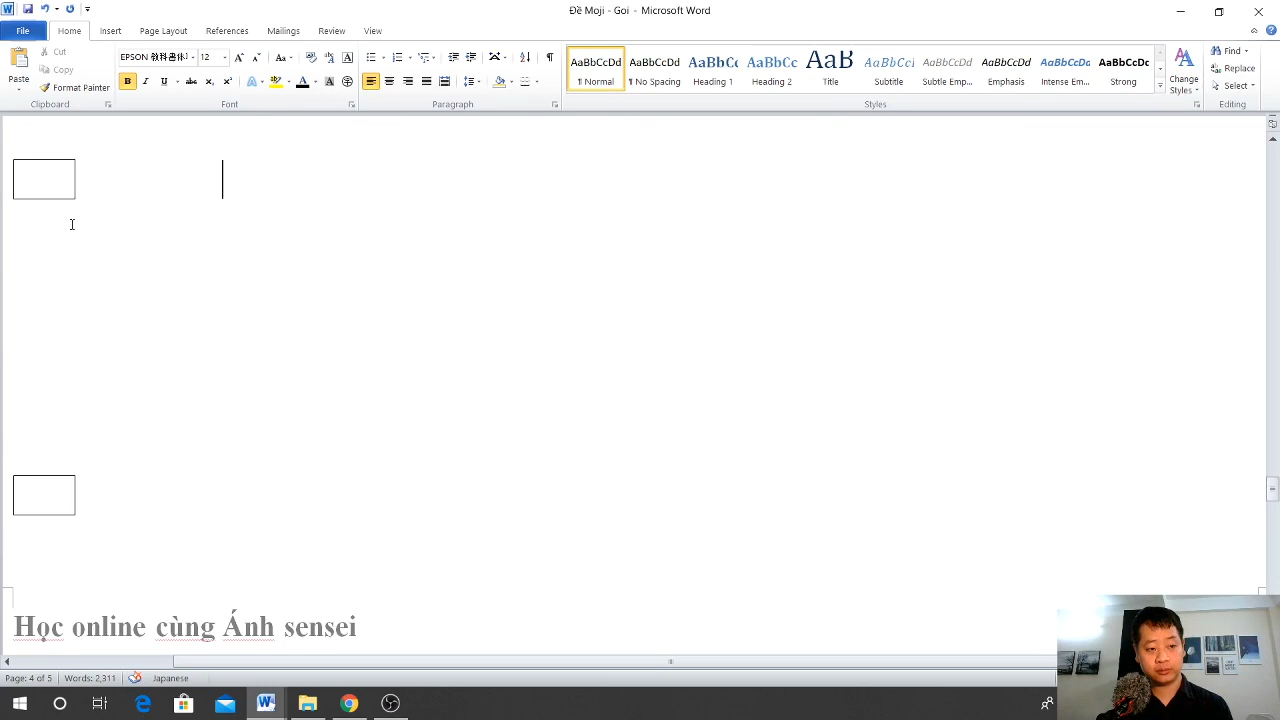 Đề Moji - Goi - Microsoft Word
File Home Insert Page Layout References Mailings Review View
Paste
Cut
Copy
Format Painter
Clipboard
12
Font
Paragraph
AaBbCcDd AaBbCcDd AaBbCc AaBbCc AaB AaBbCcI AaBbCcDd AaBbCcDd AaBbCcDc AaBbCcDc
¶ Normal ¶ No Spacing Heading 1 Heading 2 Title Subtitle Subtle Emp... Emphasis Intense Em... Strong
Styles
Change Styles
Find
Replace
Select
Editing
Học online cùng Ánh sensei
Page: 4 of 5 Words: 2,311 Japanese